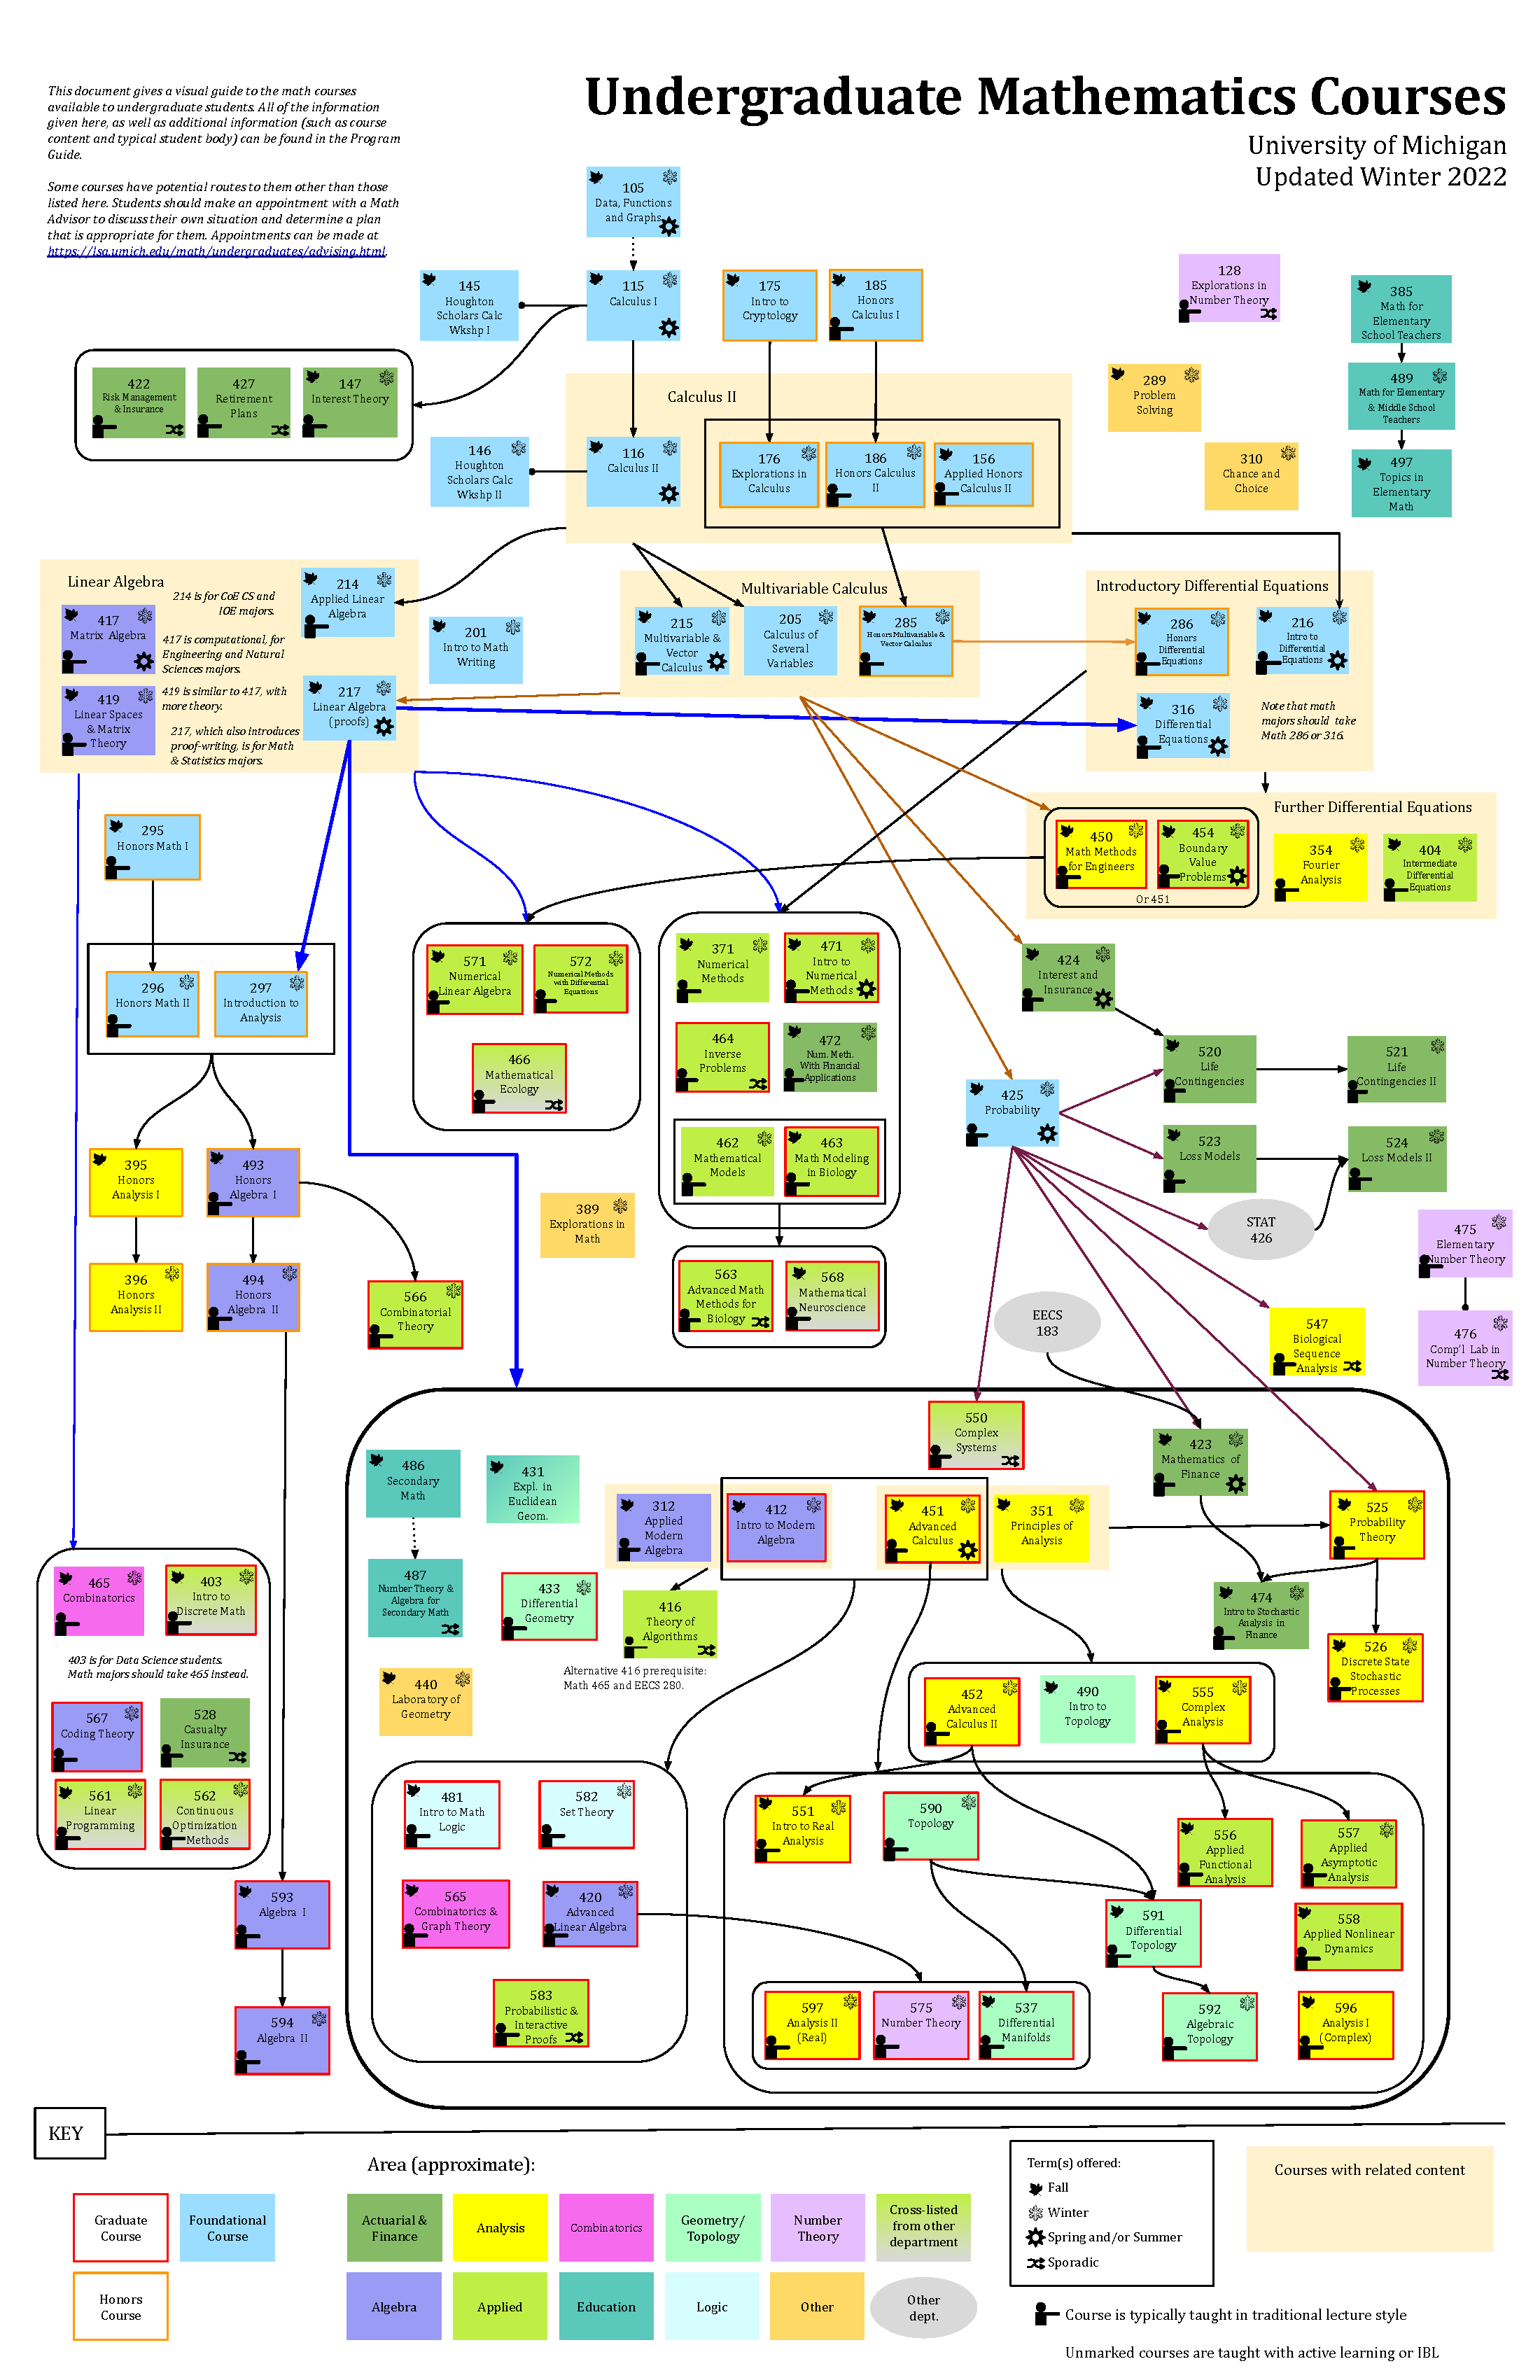 Undergraduate Mathematics Courses
University of Michigan
Updated Winter 2022
This document gives a visual guide to the math courses
available to undergraduate students. All of the information
given here, as well as additional information (such as course
content and typical student body) can be found in the Program
Guide.
Some courses have potential routes to them other than those
listed here. Students should make an appointment with a Math
Advisor to discuss their own situation and determine a plan
that is appropriate for them. Appointments can be made at
https://lsa.umich.edu/math/undergraduates/advising.html.
105
Data, Functions
and Graphs
145
Houghton
Scholars Calc
Wkshp I
115
Calculus I
175
Intro to
Cryptology
185
Honors
Calculus I
128
Explorations in
Number Theory
385
Math for
Elementary
School Teachers
422
Risk Management
& Insurance
427
Retirement
Plans
147
Interest Theory
Calculus II
289
Problem
Solving
489
Math for Elementary
& Middle School
Teachers
146
Houghton
Scholars Calc
Wkshp II
116
Calculus II
176
Explorations in
Calculus
186
Honors Calculus
II
156
Applied Honors
Calculus II
310
Chance and
Choice
497
Topics in
Elementary
Math
Linear Algebra
214 is for CoE CS and
IOE majors.
214
Applied Linear
Algebra
417
Matrix Algebra
417 is computational, for
Engineering and Natural
Sciences majors.
419
Linear Spaces
& Matrix
Theory
419 is similar to 417, with
more theory.
217, which also introduces
proof-writing, is for Math
& Statistics majors.
217
Linear Algebra
(proofs)
201
Intro to Math
Writing
Multivariable Calculus
215
Multivariable &
Vector
Calculus
205
Calculus of
Several
Variables
285
Honors Multivariable &
Vector Calculus
Introductory Differential Equations
286
Honors
Differential
Equations
216
Intro to
Differential
Equations
316
Differential
Equations
Note that math
majors should take
Math 286 or 316.
Further Differential Equations
450
Math Methods
for Engineers
454
Boundary
Value
Problems
Or 451
354
Fourier
Analysis
404
Intermediate
Differential
Equations
295
Honors Math I
296
Honors Math II
297
Introduction to
Analysis
571
Numerical
Linear Algebra
572
Numerical Methods
with Differential
Equations
466
Mathematical
Ecology
371
Numerical
Methods
471
Intro to
Numerical
Methods
464
Inverse
Problems
472
Num. Meth.
With Financial
Applications
462
Mathematical
Models
463
Math Modeling
in Biology
424
Interest and
Insurance
520
Life
Contingencies
521
Life
Contingencies II
425
Probability
523
Loss Models
524
Loss Models II
STAT
426
395
Honors
Analysis I
493
Honors
Algebra I
389
Explorations in
Math
475
Elementary
Number Theory
396
Honors
Analysis II
494
Honors
Algebra II
566
Combinatorial
Theory
563
Advanced Math
Methods for
Biology
568
Mathematical
Neuroscience
EECS
183
547
Biological
Sequence
Analysis
476
Comp'l Lab in
Number Theory
550
Complex
Systems
423
Mathematics of
Finance
486
Secondary
Math
431
Expl. in
Euclidean
Geom.
312
Applied
Modern
Algebra
412
Intro to Modern
Algebra
451
Advanced
Calculus
351
Principles of
Analysis
525
Probability
Theory
487
Number Theory &
Algebra for
Secondary Math
433
Differential
Geometry
416
Theory of
Algorithms
Alternative 416 prerequisite:
Math 465 and EECS 280.
474
Intro to Stochastic
Analysis in
Finance
526
Discrete State
Stochastic
Processes
440
Laboratory of
Geometry
452
Advanced
Calculus II
490
Intro to
Topology
555
Complex
Analysis
465
Combinatorics
403
Intro to
Discrete Math
403 is for Data Science students.
Math majors should take 465 instead.
567
Coding Theory
528
Casualty
Insurance
561
Linear
Programming
562
Continuous
Optimization
Methods
481
Intro to Math
Logic
582
Set Theory
565
Combinatorics &
Graph Theory
420
Advanced
Linear Algebra
583
Probabilistic &
Interactive
Proofs
551
Intro to Real
Analysis
590
Topology
556
Applied
Functional
Analysis
557
Applied
Asymptotic
Analysis
591
Differential
Topology
558
Applied Nonlinear
Dynamics
597
Analysis II
(Real)
575
Number Theory
537
Differential
Manifolds
592
Algebraic
Topology
596
Analysis I
(Complex)
593
Algebra I
594
Algebra II
KEY
Area (approximate):
Graduate
Course
Foundational
Course
Actuarial &
Finance
Analysis
Combinatorics
Geometry/
Topology
Number
Theory
Cross-listed
from other
department
Honors
Course
Algebra
Applied
Education
Logic
Other
Other
dept.
Term(s) offered:
Fall
Winter
Spring and/or Summer
Sporadic
Courses with related content
Course is typically taught in traditional lecture style
Unmarked courses are taught with active learning or IBL